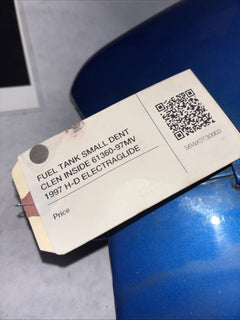 FUEL TANK SMALL DENT
CLEN INSIDE 61360-97MV
1997 H-D ELECTRAGLIDE
Price